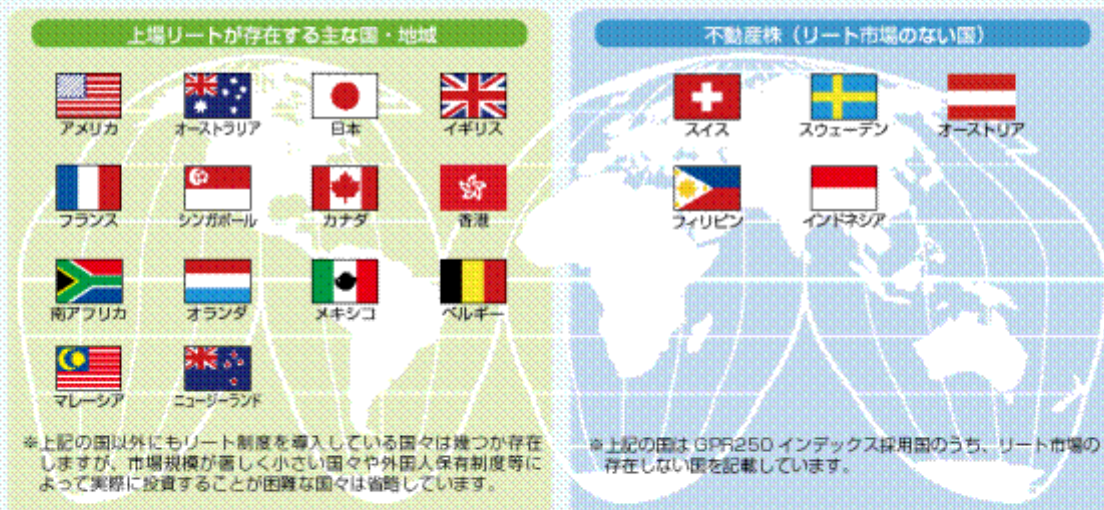 上場リートが存在する主な国・地域
アメリカ
オーストラリア
日本
イギリス
フランス
シンガポール
カナダ
香港
南アフリカ
オランダ
メキシコ
ベルギー
マレーシア
ニュージーランド
※上記の国以外にもリート制度を導入している国々は幾つか存在
しますが、市場規模が著しく小さい国々や外国人保有制度等に
よって実際に投資することが困難な国々は省略しています。
不動産株（リート市場のない国）
スイス
スウェーデン
オーストリア
フィリピン
インドネシア
※上記の国は GPR250 インデックス採用国のうち、リート市場の
存在しない国を記載しています。